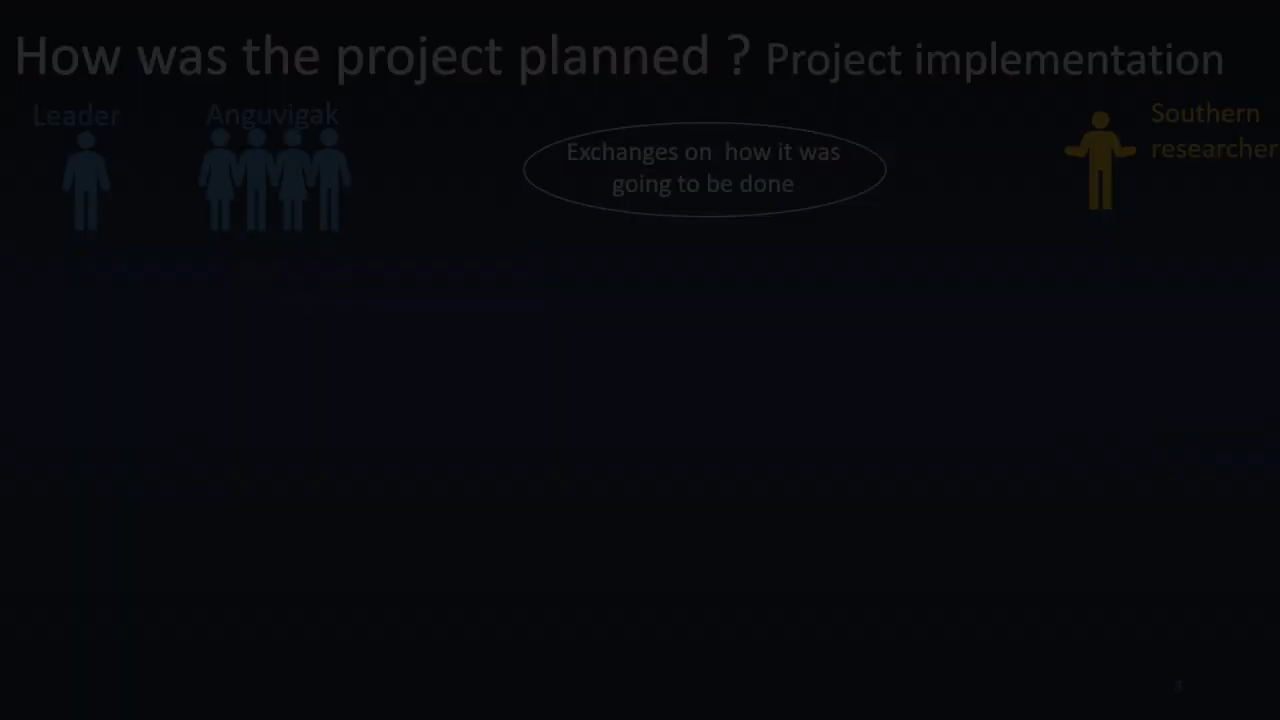 How was the project planned ? Project implementation
Leader
Anguvigak
Exchanges on how it was
going to be done
Southern
researcher
3